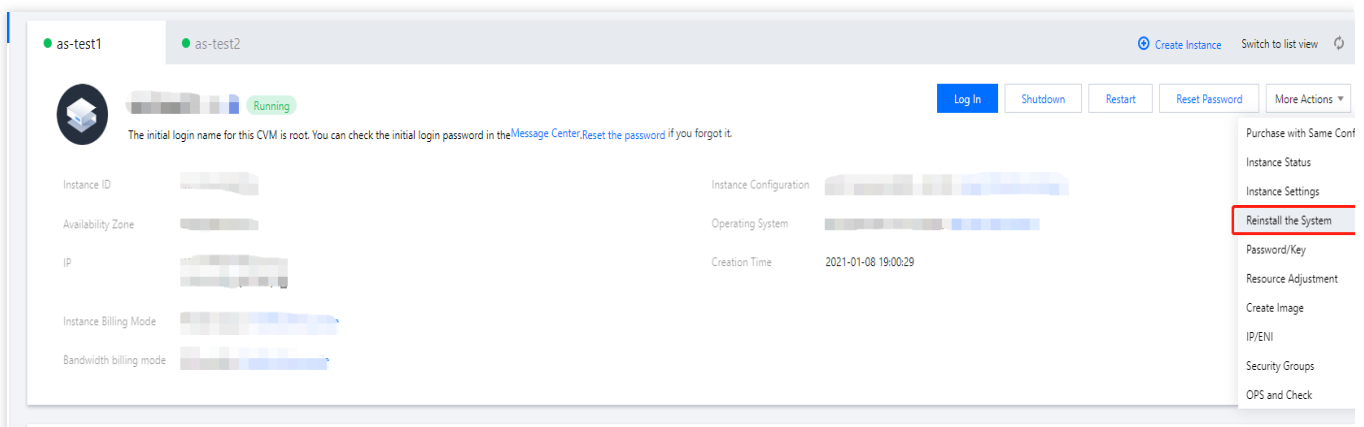 as-test1
as-test2
Create Instance
Switch to list view
Running
Log In
Shutdown
Restart
Reset Password
More Actions
The initial login name for this CVM is root. You can check the initial login password in the Message Center,Reset the password if you forgot it.
Purchase with Same Conf
Instance Status
Instance Settings
Reinstall the System
Password/Key
Resource Adjustment
Create Image
IP/ENI
Security Groups
OPS and Check
Instance ID
Availability Zone
IP
Instance Billing Mode
Bandwidth billing mode
Instance Configuration
Operating System
Creation Time
2021-01-08 19:00:29